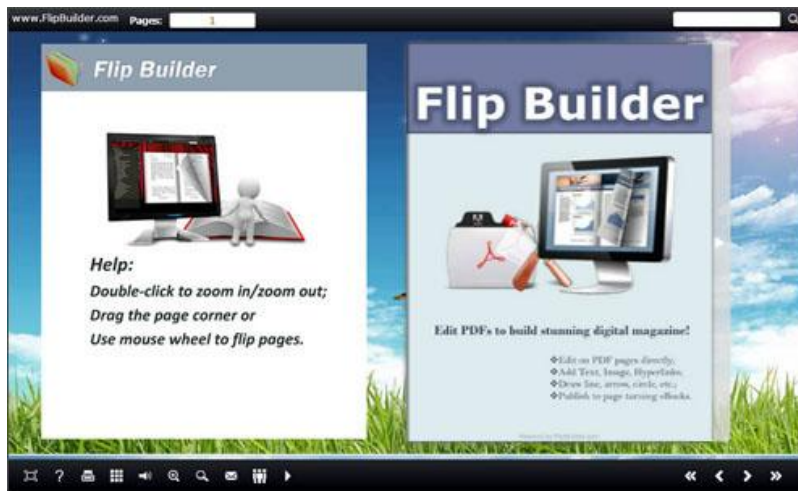 www.FlipBuilder.com Pages: 1
Flip Builder
Help:
Double-click to zoom in/zoom out;
Drag the page corner or
Use mouse wheel to flip pages.
Flip Builder
Edit PDFs to build stunning digital magazine!
❖Edit on PDF pages directly;
❖Add Text, Image, Hyperlinks;
❖Draw line, arrow, circle, etc.;
❖Publish to page turning eBooks.